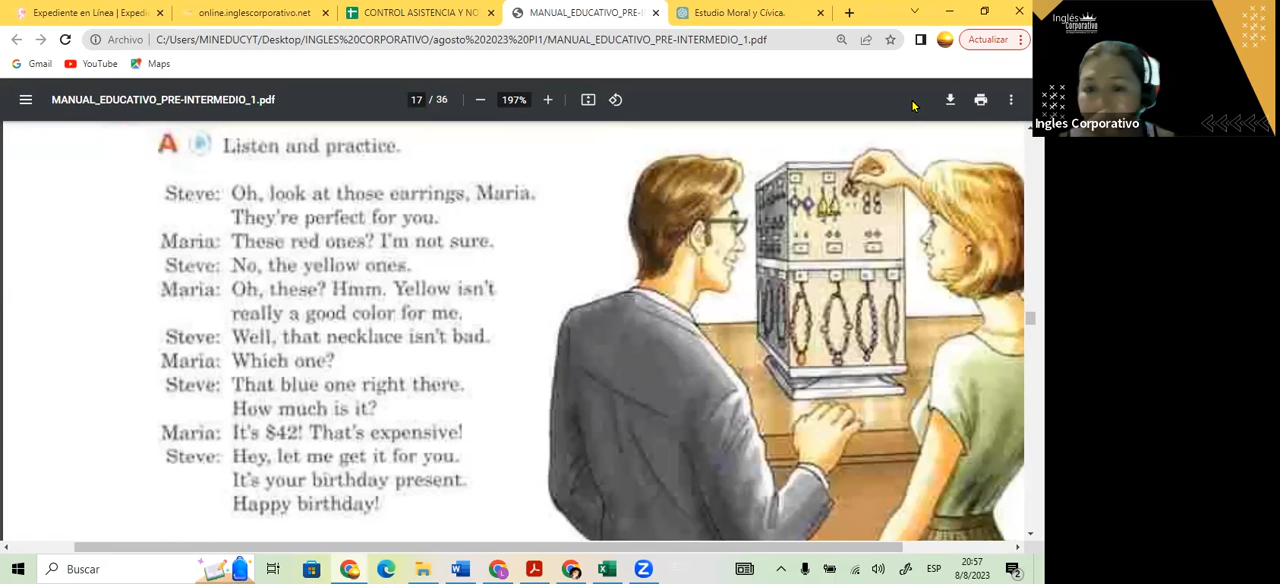 Expediente en Línea | Expedi
online.inglescorporativo.net
CONTROL ASISTENCIA Y NO
MANUAL_EDUCATIVO_PRE-
Estudio Moral y Cívica.
Archivo
C:/Users/MINEDUCYT/Desktop/INGLES%20CORPORATIVO/agosto%202023%20PI1/MANUAL_EDUCATIVO_PRE-INTERMEDIO_1.pdf
Actualizar
Gmail
YouTube
Maps
MANUAL_EDUCATIVO_PRE-INTERMEDIO_1.pdf
17 / 36
197%
Inglés
Corporativo
Ingles Corporativo
A Listen and practice.
Steve: Oh, look at those earrings, Maria.
They're perfect for you.
Maria: These red ones? I'm not sure.
Steve: No, the yellow ones.
Maria: Oh, these? Hmm. Yellow isn't
really a good color for me.
Steve: Well, that necklace isn't bad.
Maria: Which one?
Steve: That blue one right there.
How much is it?
Maria: It's $42! That's expensive!
Steve: Hey, let me get it for you.
It's your birthday present.
Happy birthday!
Buscar
ESP
20:57
8/8/2023